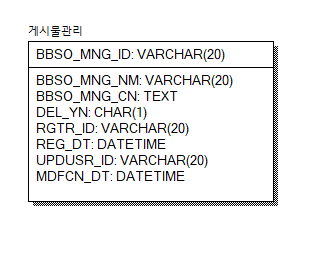 게시물관리
BBSO_MNG_ID: VARCHAR(20)
BBSO_MNG_NM: VARCHAR(20)
BBSO_MNG_CN: TEXT
DEL_YN: CHAR(1)
RGTR_ID: VARCHAR(20)
REG_DT: DATETIME
UPDUSR_ID: VARCHAR(20)
MDFCN_DT: DATETIME